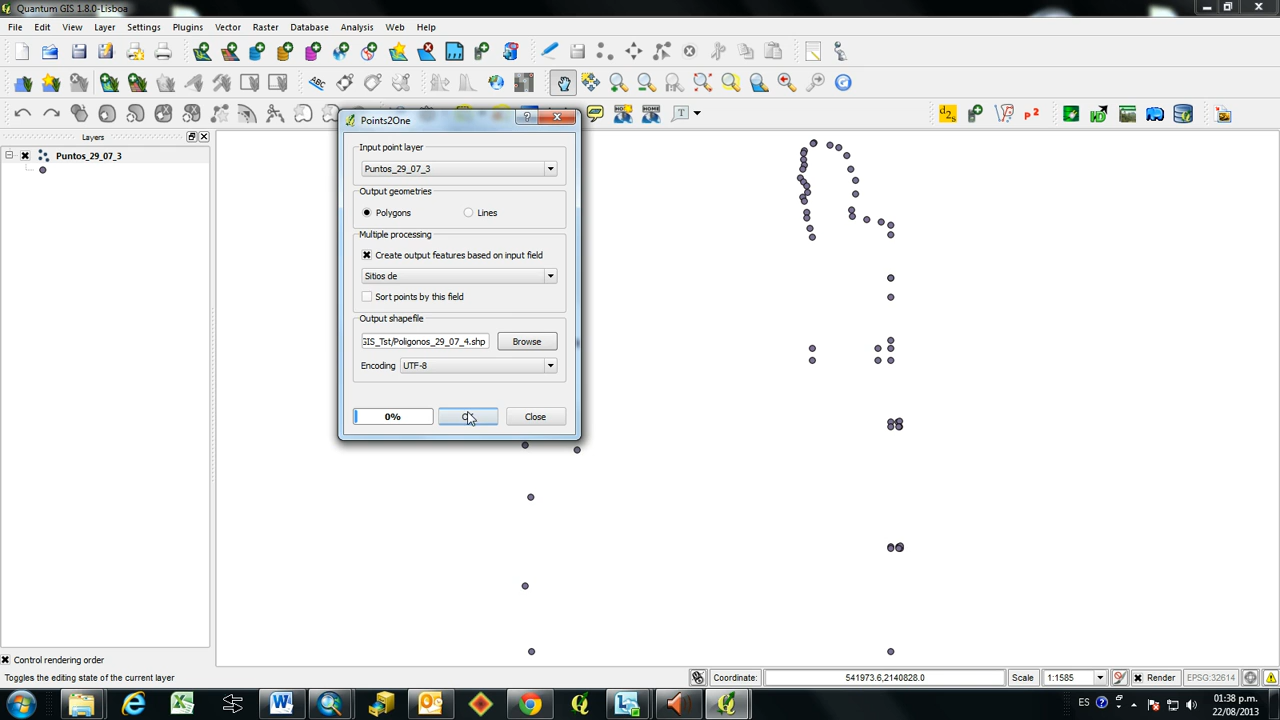 Quantum GIS 1.8.0-Lisboa
File Edit View Layer Settings Plugins Vector Raster Database Analysis Web Help
Layers
Puntos_29_07_3
Points2One
Input point layer
Puntos_29_07_3
Output geometries
Polygons Lines
Multiple processing
Create output features based on input field
Sitios de
Sort points by this field
Output shapefile
GIS_Tst/Poligonos_29_07_4.shp Browse
Encoding UTF-8
0% Close
Control rendering order
Toggles the editing state of the current layer
Coordinate: 541973.6,2140828.0 Scale 1:1585 Render EPSG:32614
ES 01:38 p.m.
22/08/2013